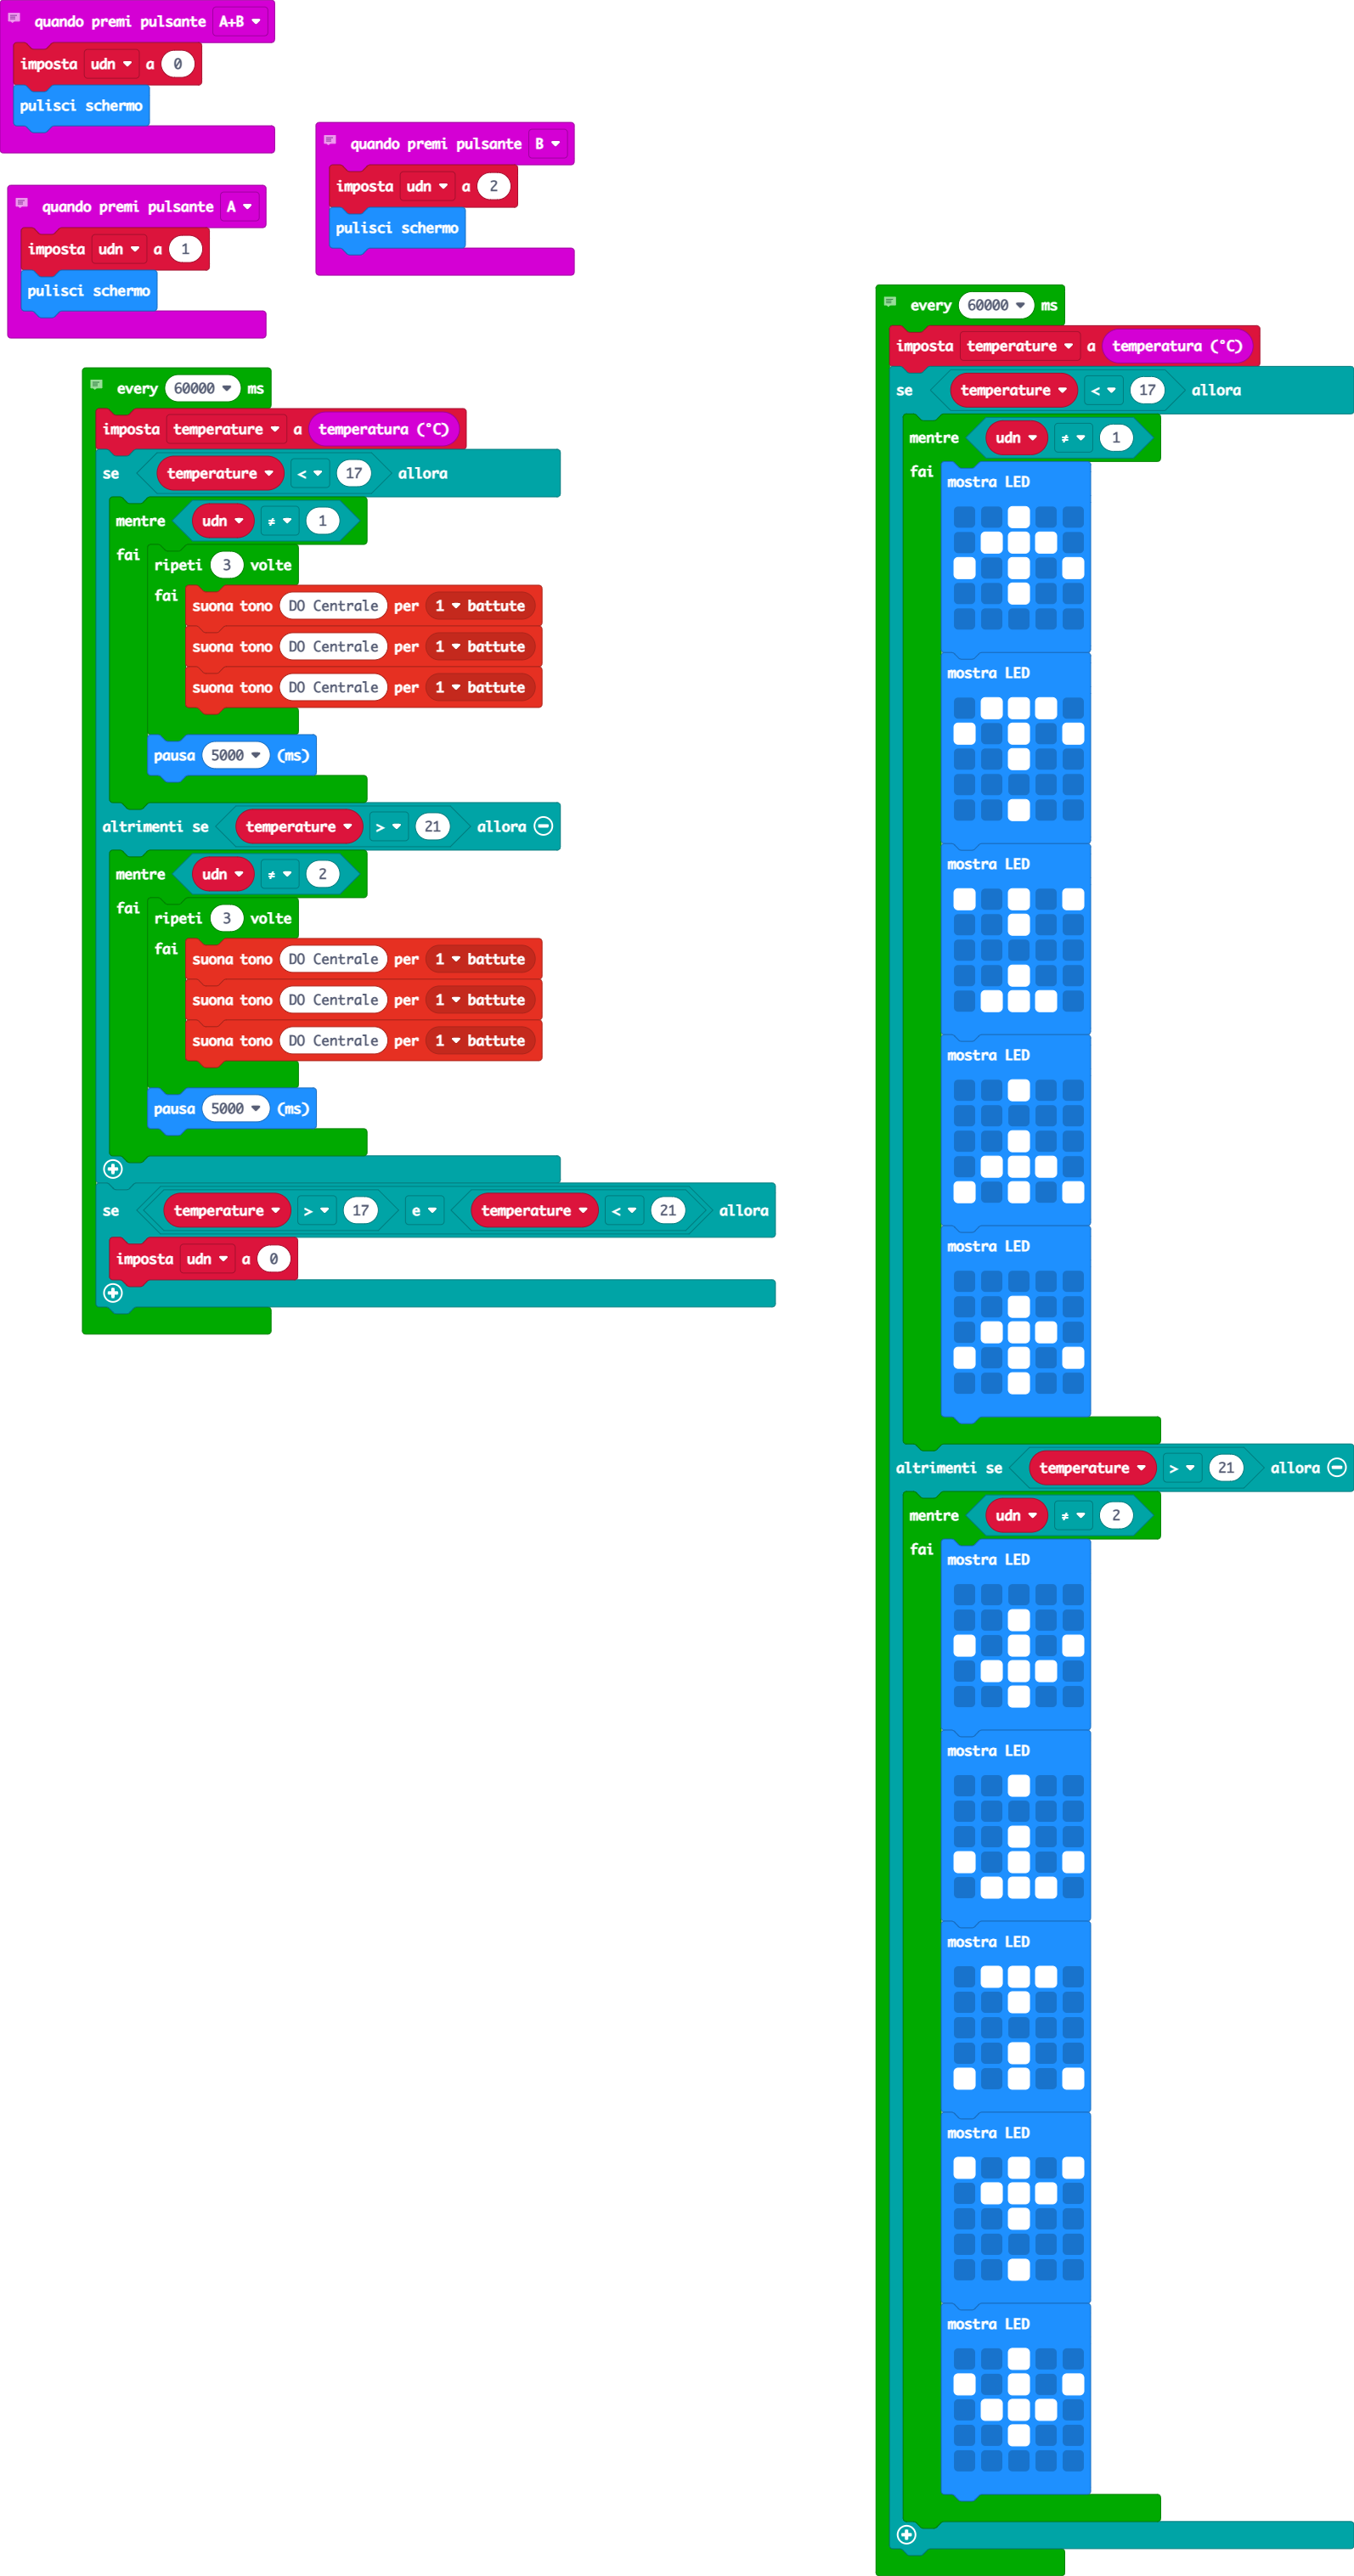 quando premi pulsante A+B
imposta udn a 0
pulisci schermo
quando premi pulsante B
imposta udn a 2
pulisci schermo
quando premi pulsante A
imposta udn a 1
pulisci schermo
every 60000 ms
imposta temperature a temperatura (°C)
se temperature < 17 allora
mentre udn ≠ 1
fai ripeti 3 volte
fai suona tono DO Centrale per 1 battute
suona tono DO Centrale per 1 battute
suona tono DO Centrale per 1 battute
pausa 5000 (ms)
altrimenti se temperature > 21 allora
mentre udn ≠ 2
fai ripeti 3 volte
fai suona tono DO Centrale per 1 battute
suona tono DO Centrale per 1 battute
suona tono DO Centrale per 1 battute
pausa 5000 (ms)
se temperature > 17 e temperature < 21 allora
imposta udn a 0
every 60000 ms
imposta temperature a temperatura (°C)
se temperature < 17 allora
mentre udn ≠ 1
fai mostra LED
mostra LED
mostra LED
mostra LED
mostra LED
altrimenti se temperature > 21 allora
mentre udn ≠ 2
fai mostra LED
mostra LED
mostra LED
mostra LED
mostra LED